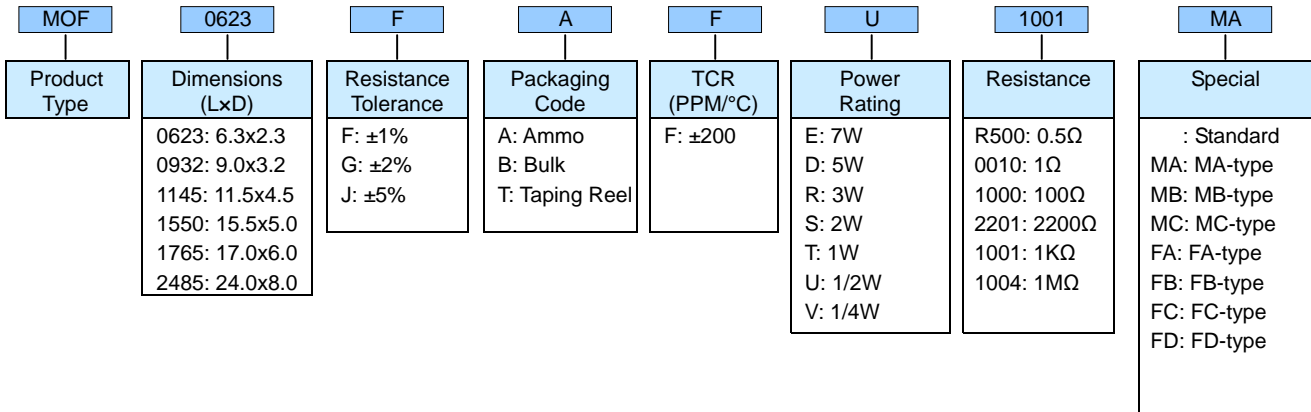 MOF 0623 F A F U 1001 MA
Product Type
Dimensions (L×D)
Resistance Tolerance
Packaging Code
TCR (PPM/°C)
Power Rating
Resistance
Special
0623: 6.3x2.3
0932: 9.0x3.2
1145: 11.5x4.5
1550: 15.5x5.0
1765: 17.0x6.0
2485: 24.0x8.0
F: ±1%
G: ±2%
J: ±5%
A: Ammo
B: Bulk
T: Taping Reel
F: ±200
E: 7W
D: 5W
R: 3W
S: 2W
T: 1W
U: 1/2W
V: 1/4W
R500: 0.5Ω
0010: 1Ω
1000: 100Ω
2201: 2200Ω
1001: 1KΩ
1004: 1MΩ
: Standard
MA: MA-type
MB: MB-type
MC: MC-type
FA: FA-type
FB: FB-type
FC: FC-type
FD: FD-type